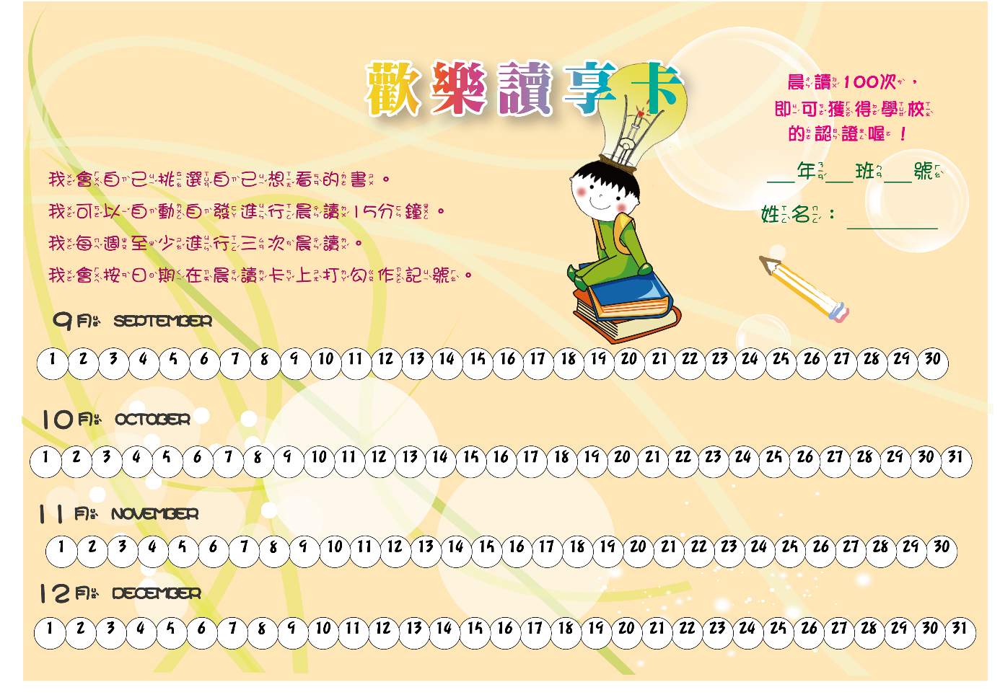 歡樂讀享卡
晨讀100次，
即可獲得學校
的認證喔！
___年___班___號
姓名：__________
我會自己挑選自己想看的書。
我可以自動自發進行晨讀15分鐘。
我每週至少進行三次晨讀。
我會按日期在晨讀卡上打勾作記號。
9月 SEPTEMBER
1 2 3 4 5 6 7 8 9 10 11 12 13 14 15 16 17 18 19 20 21 22 23 24 25 26 27 28 29 30
10月 OCTOBER
1 2 3 4 5 6 7 8 9 10 11 12 13 14 15 16 17 18 19 20 21 22 23 24 25 26 27 28 29 30 31
11月 NOVEMBER
1 2 3 4 5 6 7 8 9 10 11 12 13 14 15 16 17 18 19 20 21 22 23 24 25 26 27 28 29 30
12月 DECEMBER
1 2 3 4 5 6 7 8 9 10 11 12 13 14 15 16 17 18 19 20 21 22 23 24 25 26 27 28 29 30 31